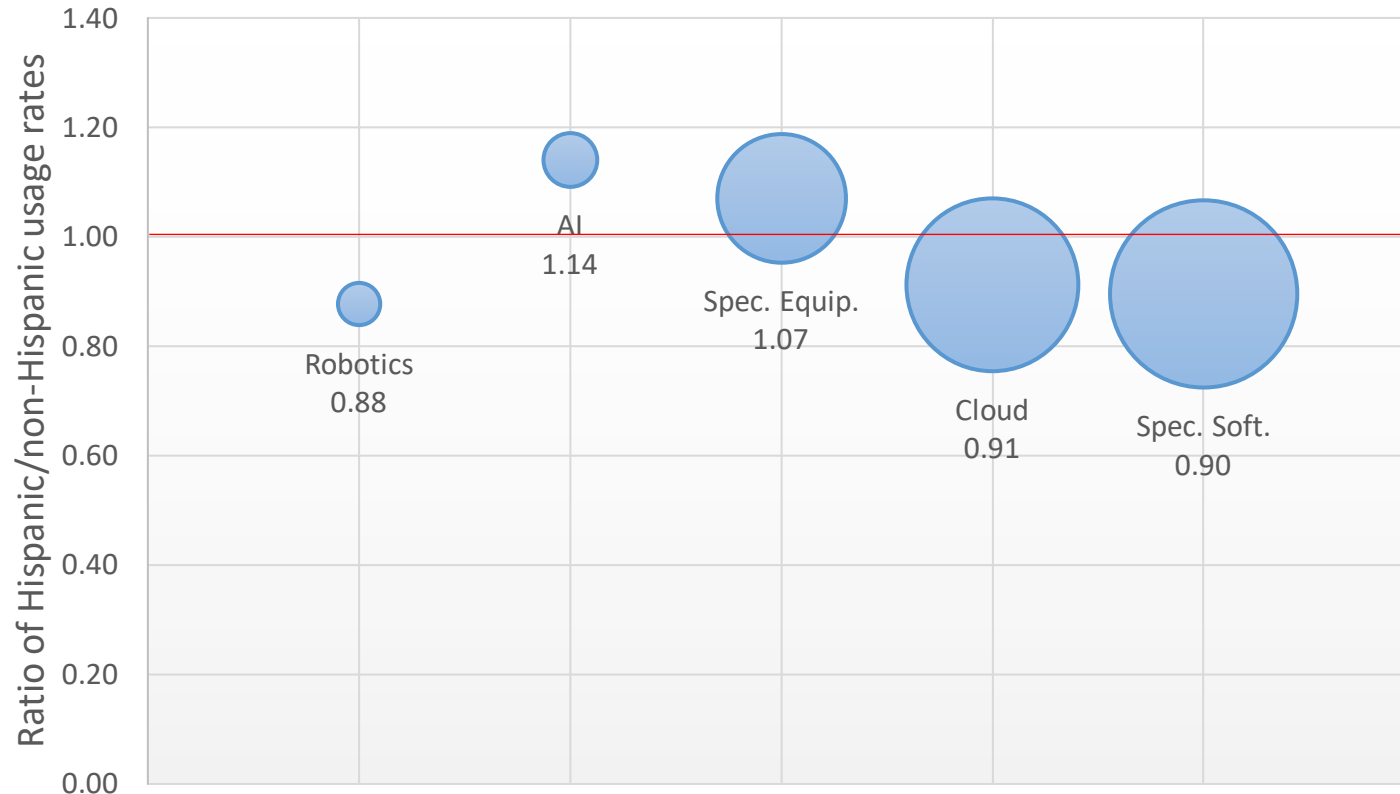 Ratio of Hispanic/non-Hispanic usage rates
1.40
1.20
1.00
0.80
0.60
0.40
0.20
0.00
Robotics
0.88
AI
1.14
Spec. Equip.
1.07
Cloud
0.91
Spec. Soft.
0.90